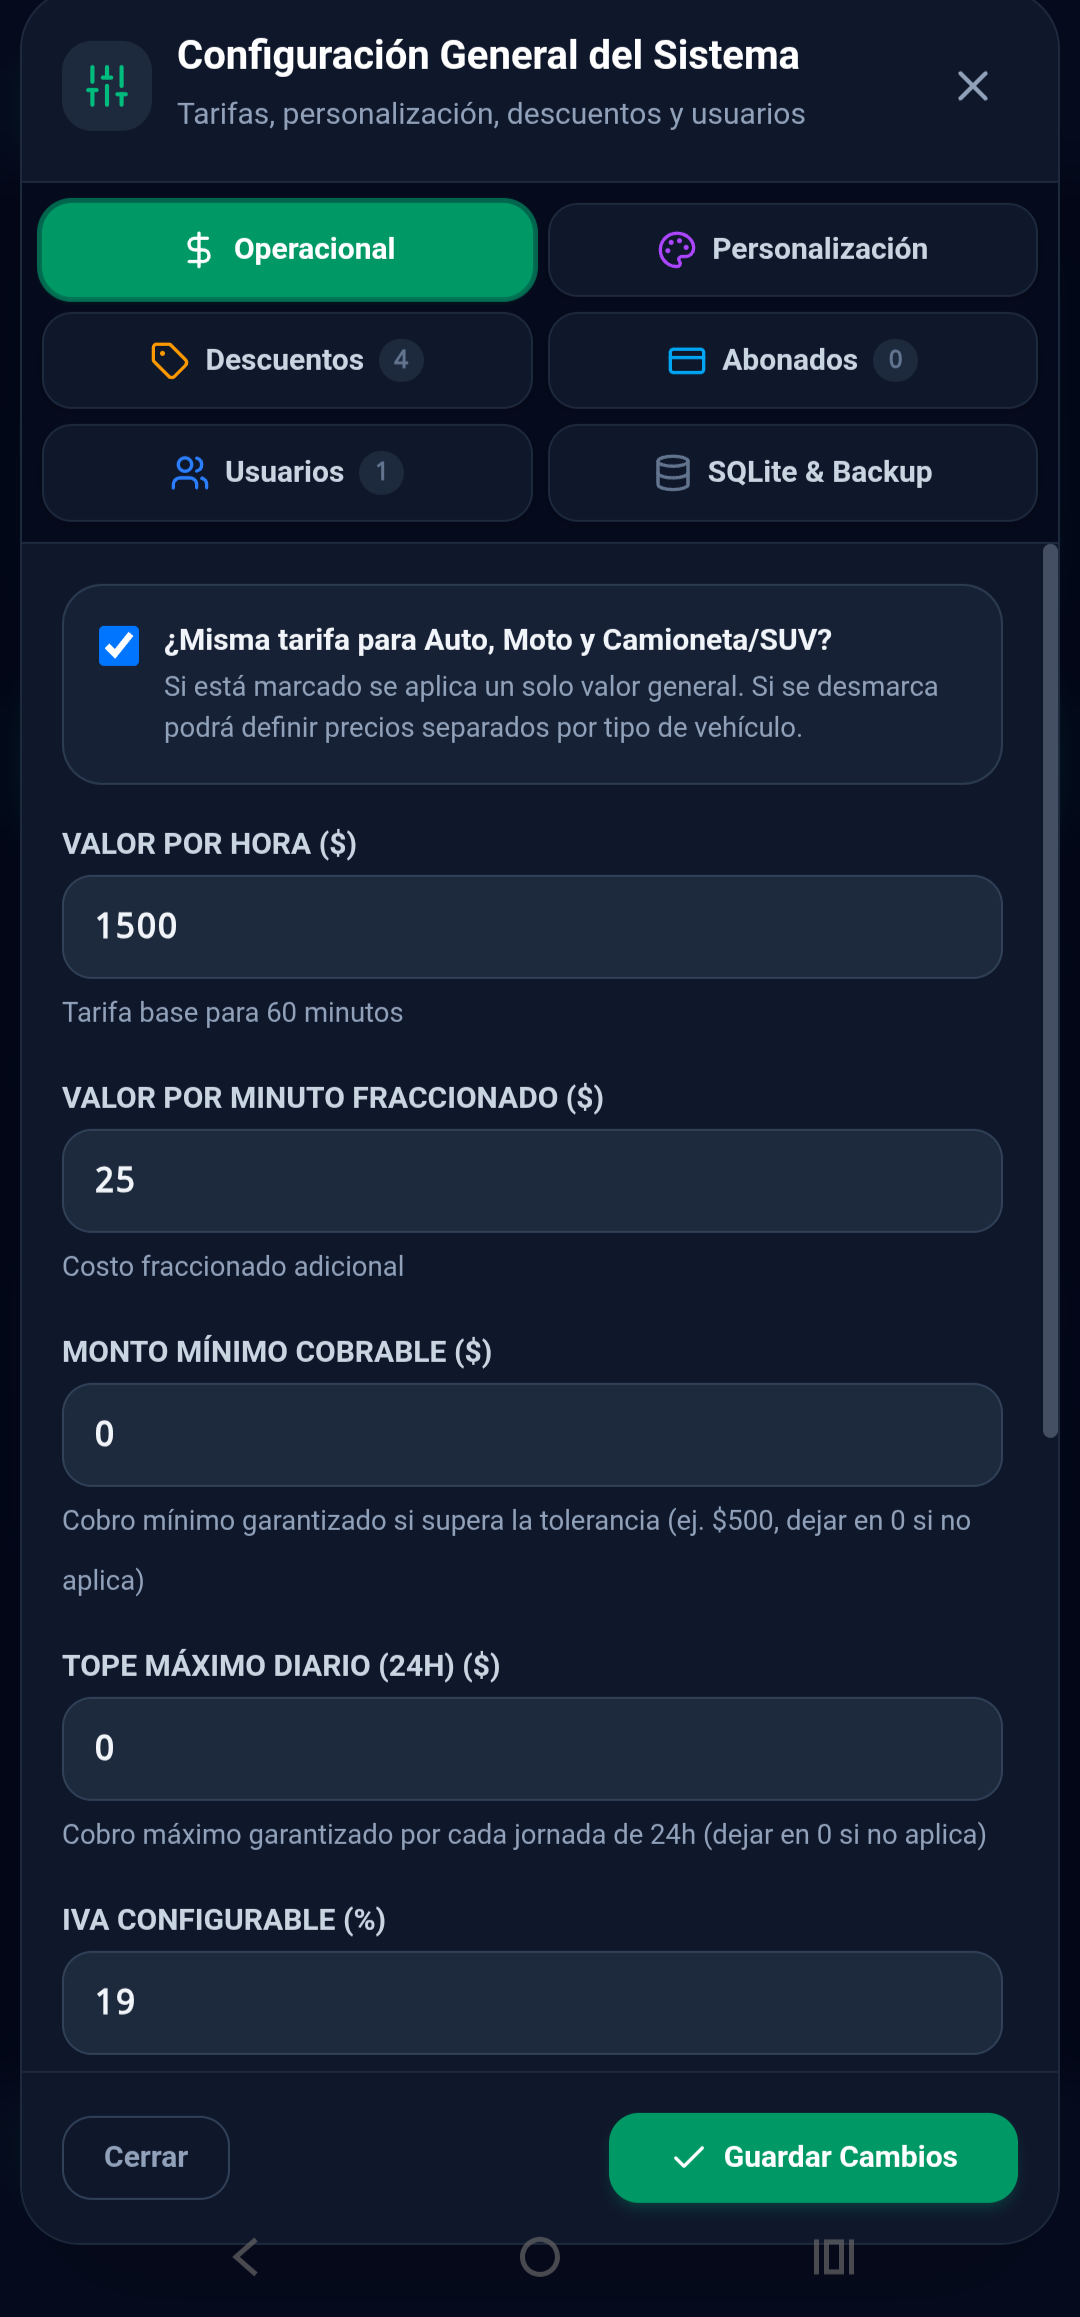 Configuración General del Sistema
Tarifas, personalización, descuentos y usuarios
Operacional
Personalización
Descuentos 4
Abonados 0
Usuarios 1
SQLite & Backup
¿Misma tarifa para Auto, Moto y Camioneta/SUV?
Si está marcado se aplica un solo valor general. Si se desmarca
podrá definir precios separados por tipo de vehículo.
VALOR POR HORA ($)
1500
Tarifa base para 60 minutos
VALOR POR MINUTO FRACCIONADO ($)
25
Costo fraccionado adicional
MONTO MÍNIMO COBRABLE ($)
0
Cobro mínimo garantizado si supera la tolerancia (ej. $500, dejar en 0 si no
aplica)
TOPE MÁXIMO DIARIO (24H) ($)
0
Cobro máximo garantizado por cada jornada de 24h (dejar en 0 si no aplica)
IVA CONFIGURABLE (%)
19
Cerrar
Guardar Cambios